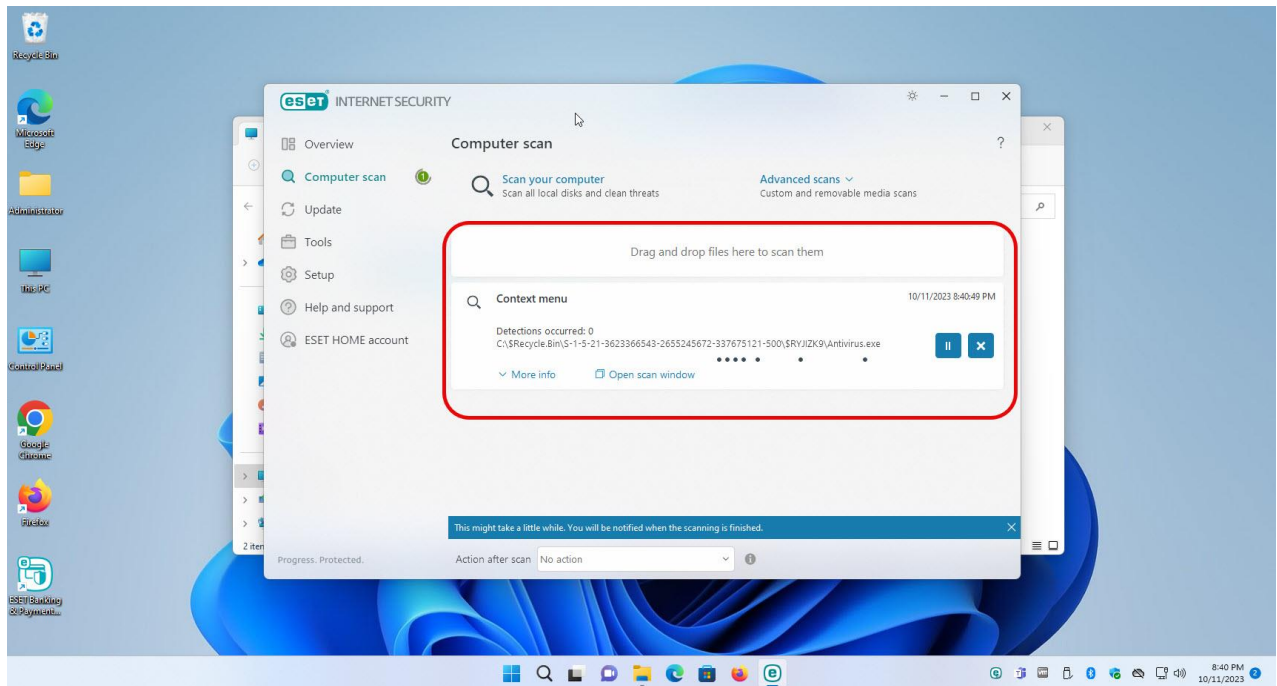 Recycle Bin
Microsoft
Edge
Administrator
This PC
Control Panel
Google
Chrome
Firefox
ESET Banking
& Payment...
eset INTERNET SECURITY
Overview
Computer scan 1
Update
Tools
Setup
Help and support
ESET HOME account
Progress. Protected.
Computer scan ?
Scan your computer
Scan all local disks and clean threats
Advanced scans
Custom and removable media scans
Drag and drop files here to scan them
Context menu 10/11/2023 8:40:49 PM
Detections occurred: 0
C:\$Recycle.Bin\S-1-5-21-3623366543-2655245672-337675121-500\$RYJIZK9\Antivirus.exe
More info Open scan window
This might take a little while. You will be notified when the scanning is finished.
Action after scan No action
2 iten
8:40 PM
10/11/2023 2